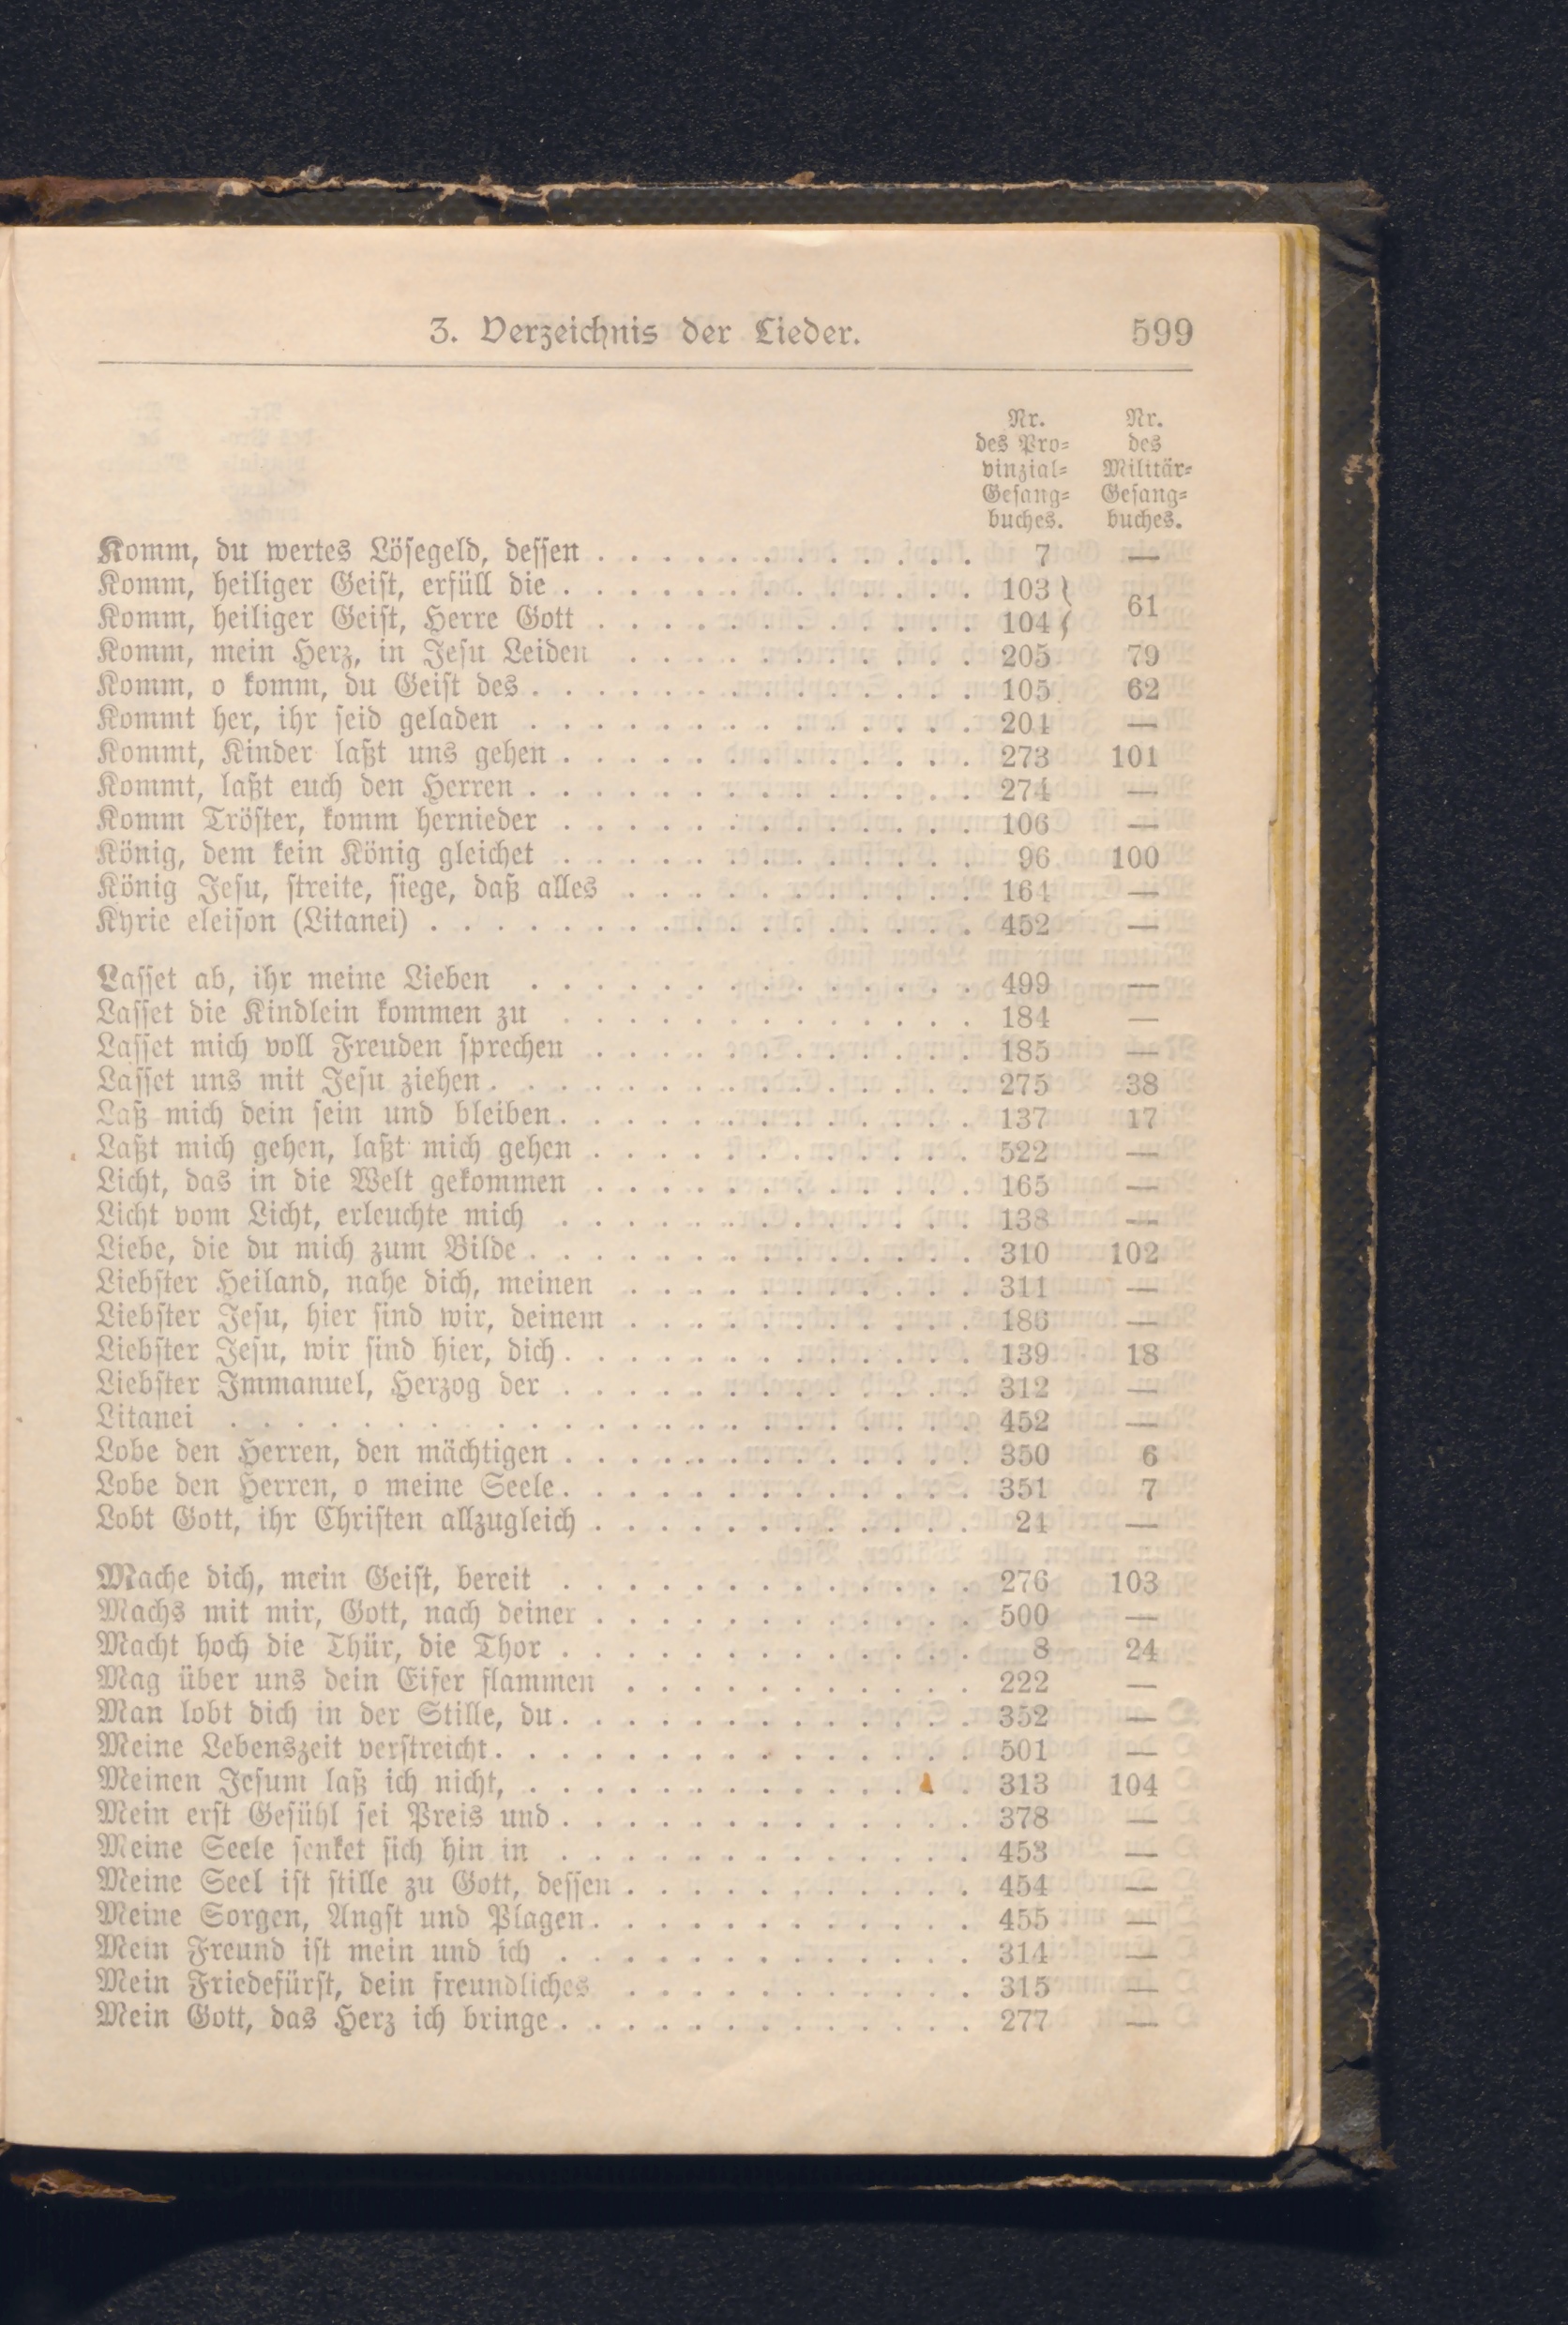 3. Verzeichnis der Lieder. 599
Nr. Nr.
des Pro- des
vinzial- Militär-
Gesang- Gesang-
buches. buches.
Komm, du wertes Lösegeld, dessen . . . . . . . . . . . . 7 —
Komm, heiliger Geist, erfüll die . . . . . . . . . . . . . 103 } 61
Komm, heiliger Geist, Herre Gott . . . . . . . . . . . . 104 }
Komm, mein Herz, in Jesu Leiden . . . . . . . . . . . 205 79
Komm, o komm, du Geist des . . . . . . . . . . . . . . 105 62
Kommt her, ihr seid geladen . . . . . . . . . . . . . . 204 —
Kommt, Kinder laßt uns gehen . . . . . . . . . . . . . 273 101
Kommt, laßt euch den Herren . . . . . . . . . . . . . . 274 —
Komm Tröster, komm hernieder . . . . . . . . . . . . . 106 —
König, dem kein König gleichet . . . . . . . . . . . . . 96 100
König Jesu, streite, siege, daß alles . . . . . . . . . . . 164 —
Kyrie eleison (Litanei) . . . . . . . . . . . . . . . . . 452 —
Lasset ab, ihr meine Lieben . . . . . . . . . . . . . . 499 —
Lasset die Kindlein kommen zu . . . . . . . . . . . . . 184 —
Lasset mich voll Freuden sprechen . . . . . . . . . . . . 185 —
Lasset uns mit Jesu ziehen . . . . . . . . . . . . . . . 275 38
Laß mich dein sein und bleiben . . . . . . . . . . . . . 137 17
Laßt mich gehen, laßt mich gehen . . . . . . . . . . . . 522 —
Licht, das in die Welt gekommen . . . . . . . . . . . . 165 —
Licht vom Licht, erleuchte mich . . . . . . . . . . . . . 138 —
Liebe, die du mich zum Bilde . . . . . . . . . . . . . . 310 102
Liebster Heiland, nahe dich, meinen . . . . . . . . . . . 311 —
Liebster Jesu, hier sind wir, deinem . . . . . . . . . . . 186 —
Liebster Jesu, wir sind hier, dich . . . . . . . . . . . . . 139 18
Liebster Immanuel, Herzog der . . . . . . . . . . . . . 312 —
Litanei . . . . . . . . . . . . . . . . . . . . . . . 452 —
Lobe den Herren, den mächtigen . . . . . . . . . . . . . 350 6
Lobe den Herren, o meine Seele . . . . . . . . . . . . . 351 7
Lobt Gott, ihr Christen allzugleich . . . . . . . . . . . . 24 —
Mache dich, mein Geist, bereit . . . . . . . . . . . . . 276 103
Machs mit mir, Gott, nach deiner . . . . . . . . . . . . 500 —
Macht hoch die Thür, die Thor . . . . . . . . . . . . . 8 24
Mag über uns dein Eifer flammen . . . . . . . . . . . 222 —
Man lobt dich in der Stille, du . . . . . . . . . . . . . 352 —
Meine Lebenszeit verstreicht . . . . . . . . . . . . . . . 501 —
Meinen Jesum laß ich nicht, . . . . . . . . . . . . . . 313 104
Mein erst Gefühl sei Preis und . . . . . . . . . . . . . 378 —
Meine Seele senket sich hin in . . . . . . . . . . . . . 453 —
Meine Seel ist stille zu Gott, dessen . . . . . . . . . . . 454 —
Meine Sorgen, Angst und Plagen . . . . . . . . . . . . 455 —
Mein Freund ist mein und ich . . . . . . . . . . . . . 314 —
Mein Friedefürst, dein freundliches . . . . . . . . . . . 315 —
Mein Gott, das Herz ich bringe . . . . . . . . . . . . . 277 —